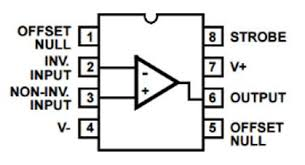 OFFSET
NULL
1
8
STROBE
INV.
INPUT
2
-
7
V+
NON-INV.
INPUT
3
+
6
OUTPUT
V-
4
5
OFFSET
NULL